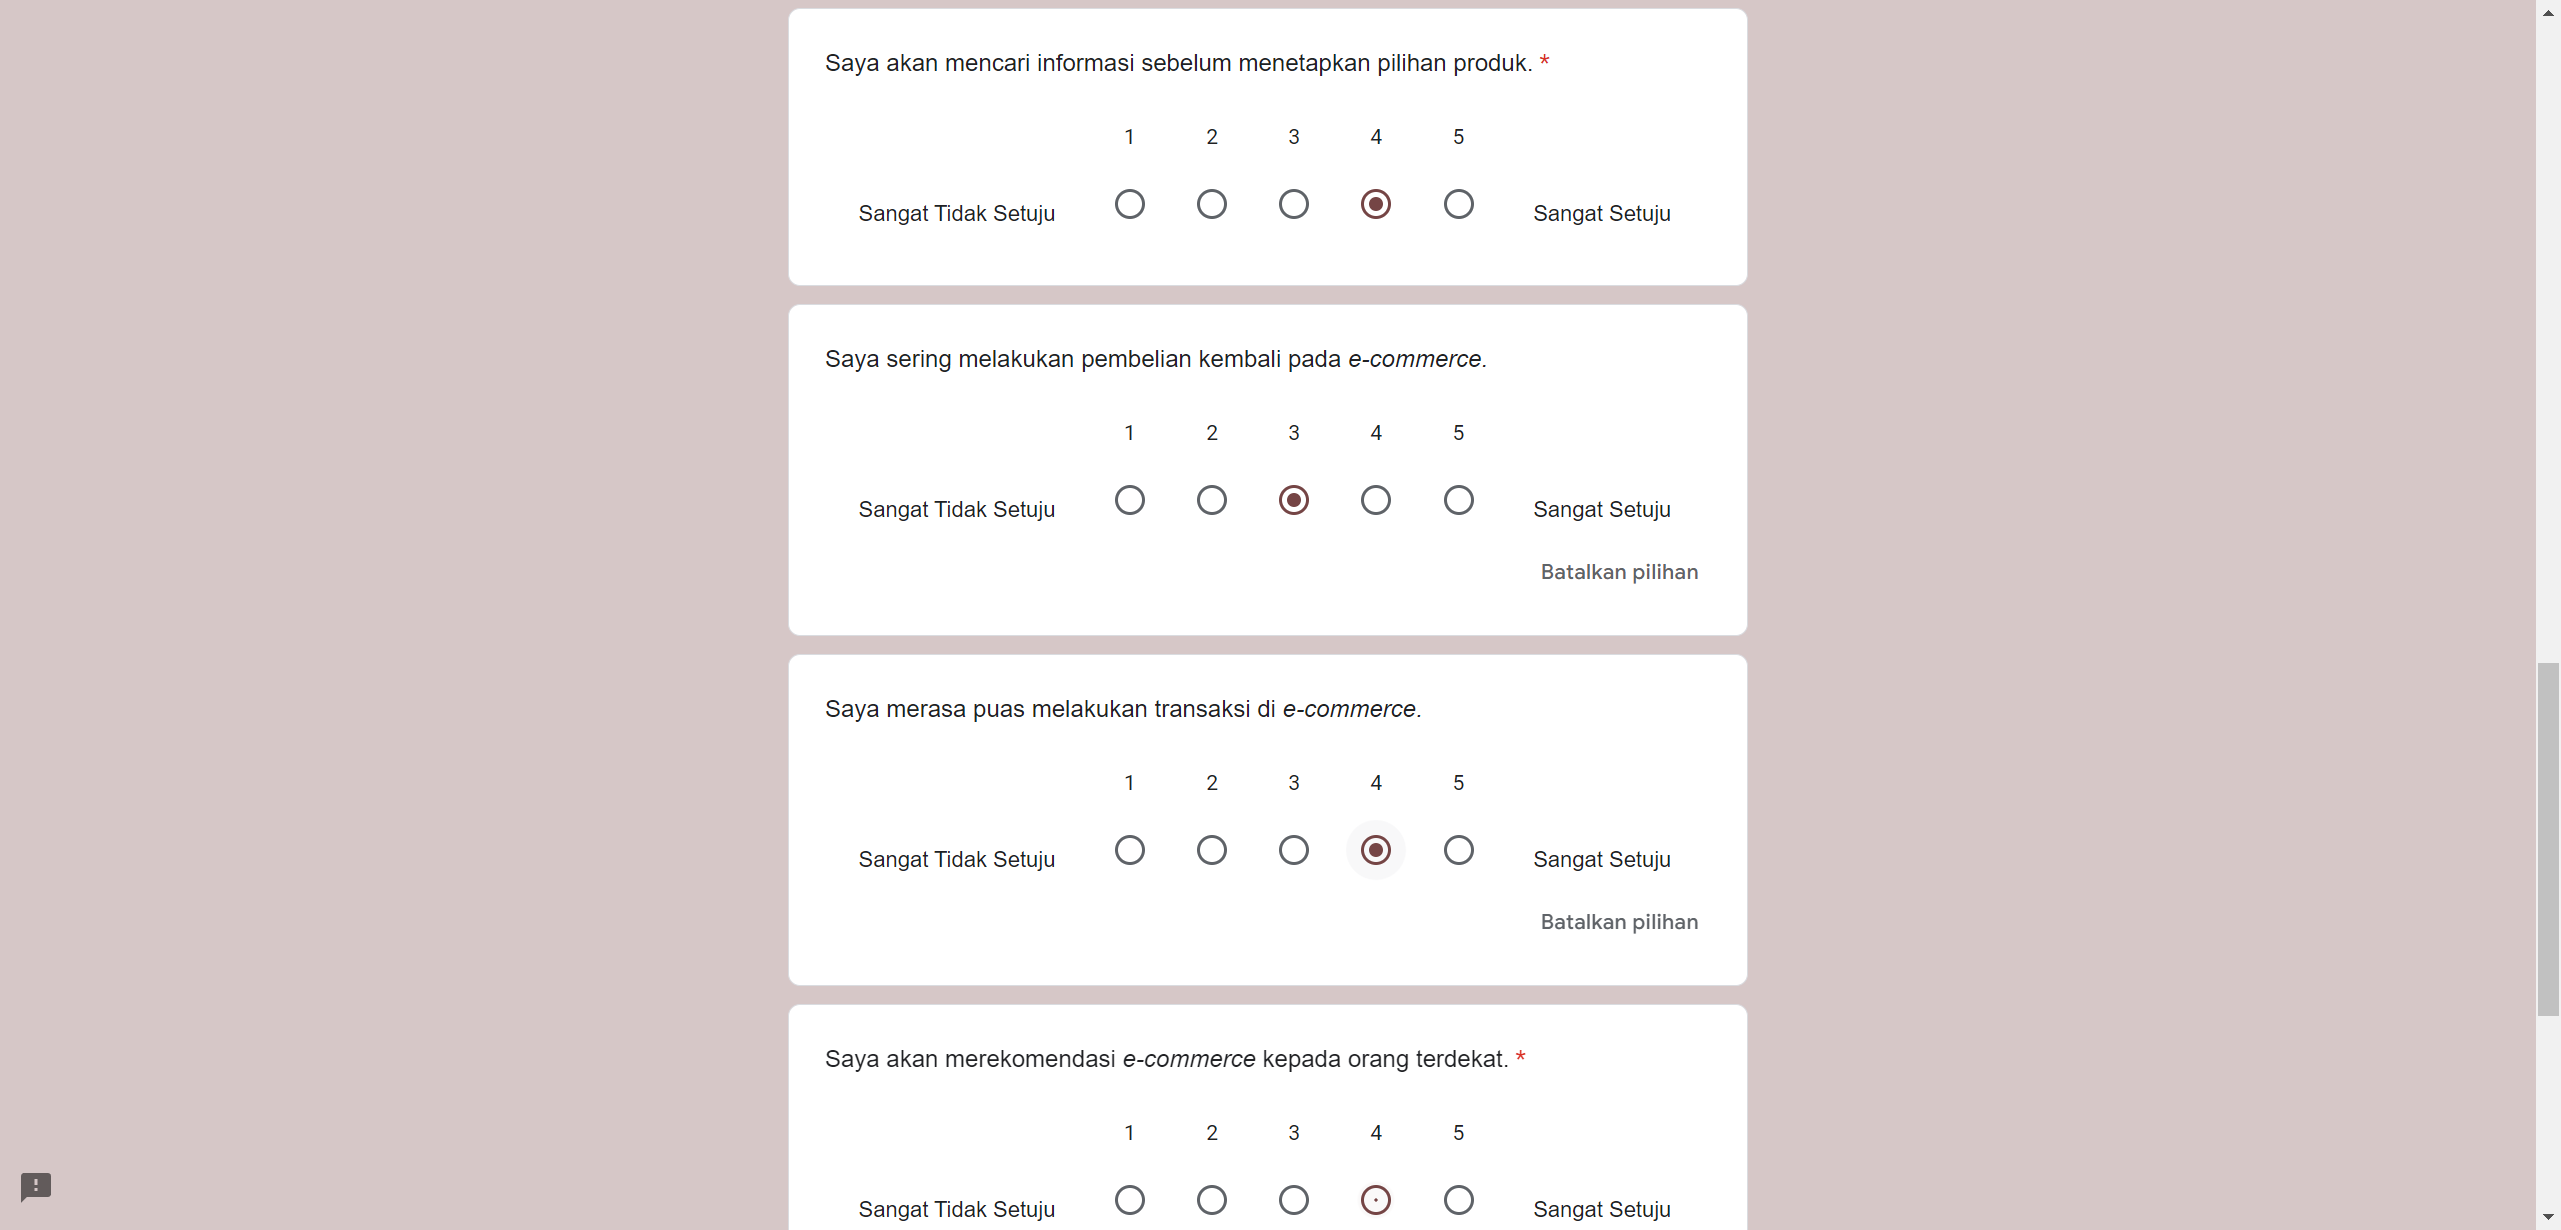 Saya akan mencari informasi sebelum menetapkan pilihan produk. *
1 2 3 4 5
Sangat Tidak Setuju Sangat Setuju
Saya sering melakukan pembelian kembali pada e-commerce.
1 2 3 4 5
Sangat Tidak Setuju Sangat Setuju
Batalkan pilihan
Saya merasa puas melakukan transaksi di e-commerce.
1 2 3 4 5
Sangat Tidak Setuju Sangat Setuju
Batalkan pilihan
Saya akan merekomendasi e-commerce kepada orang terdekat. *
1 2 3 4 5
Sangat Tidak Setuju Sangat Setuju